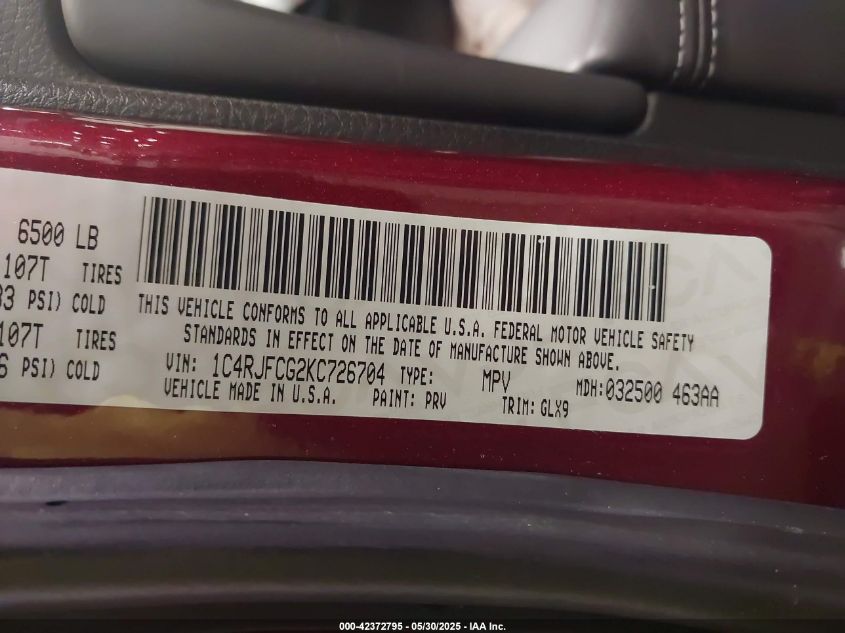 6500 LB
107T TIRES
33 PSI) COLD
107T TIRES
6 PSI) COLD
THIS VEHICLE CONFORMS TO ALL APPLICABLE U.S.A. FEDERAL MOTOR VEHICLE SAFETY
STANDARDS IN EFFECT ON THE DATE OF MANUFACTURE SHOWN ABOVE.
VIN: 1C4RJFCG2KC726704 TYPE: MPV MDH:032500 463AA
VEHICLE MADE IN U.S.A. PAINT: PRV TRIM: GLX9
000-42372795 - 05/30/2025 - IAA Inc.